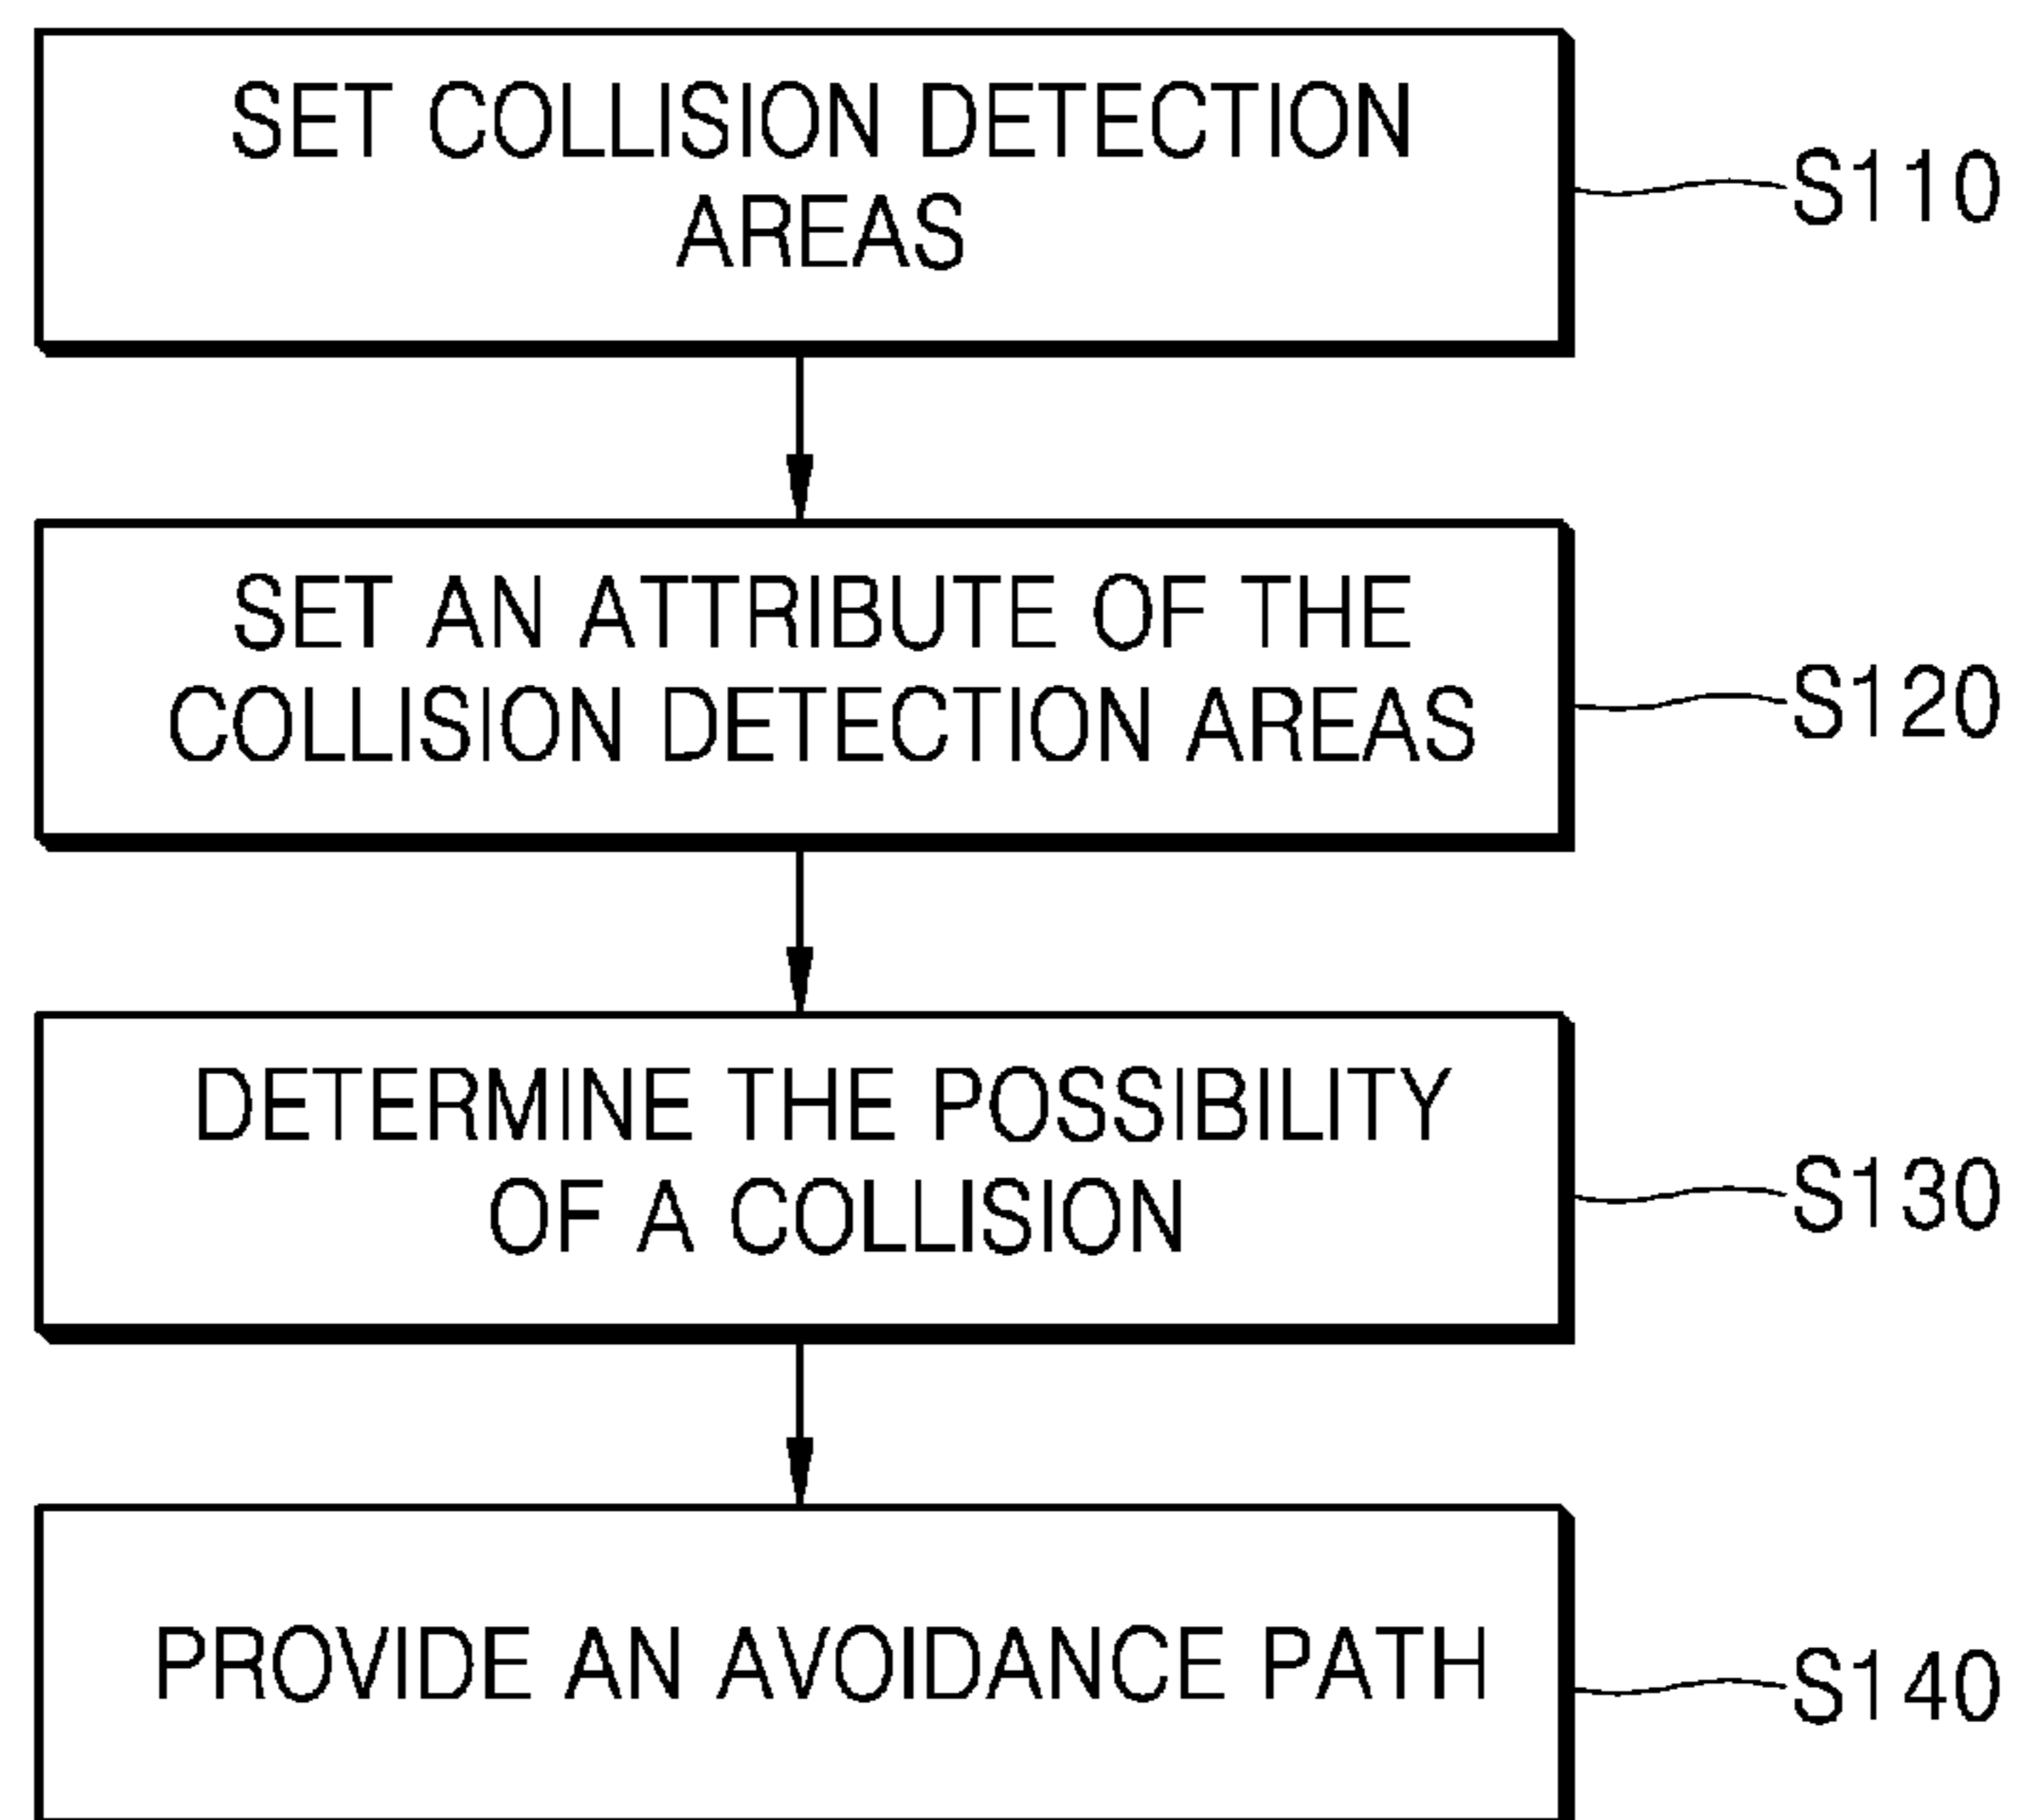 SET COLLISION DETECTION
AREAS
S110
SET AN ATTRIBUTE OF THE
COLLISION DETECTION AREAS
S120
DETERMINE THE POSSIBILITY
OF A COLLISION
S130
PROVIDE AN AVOIDANCE PATH
S140